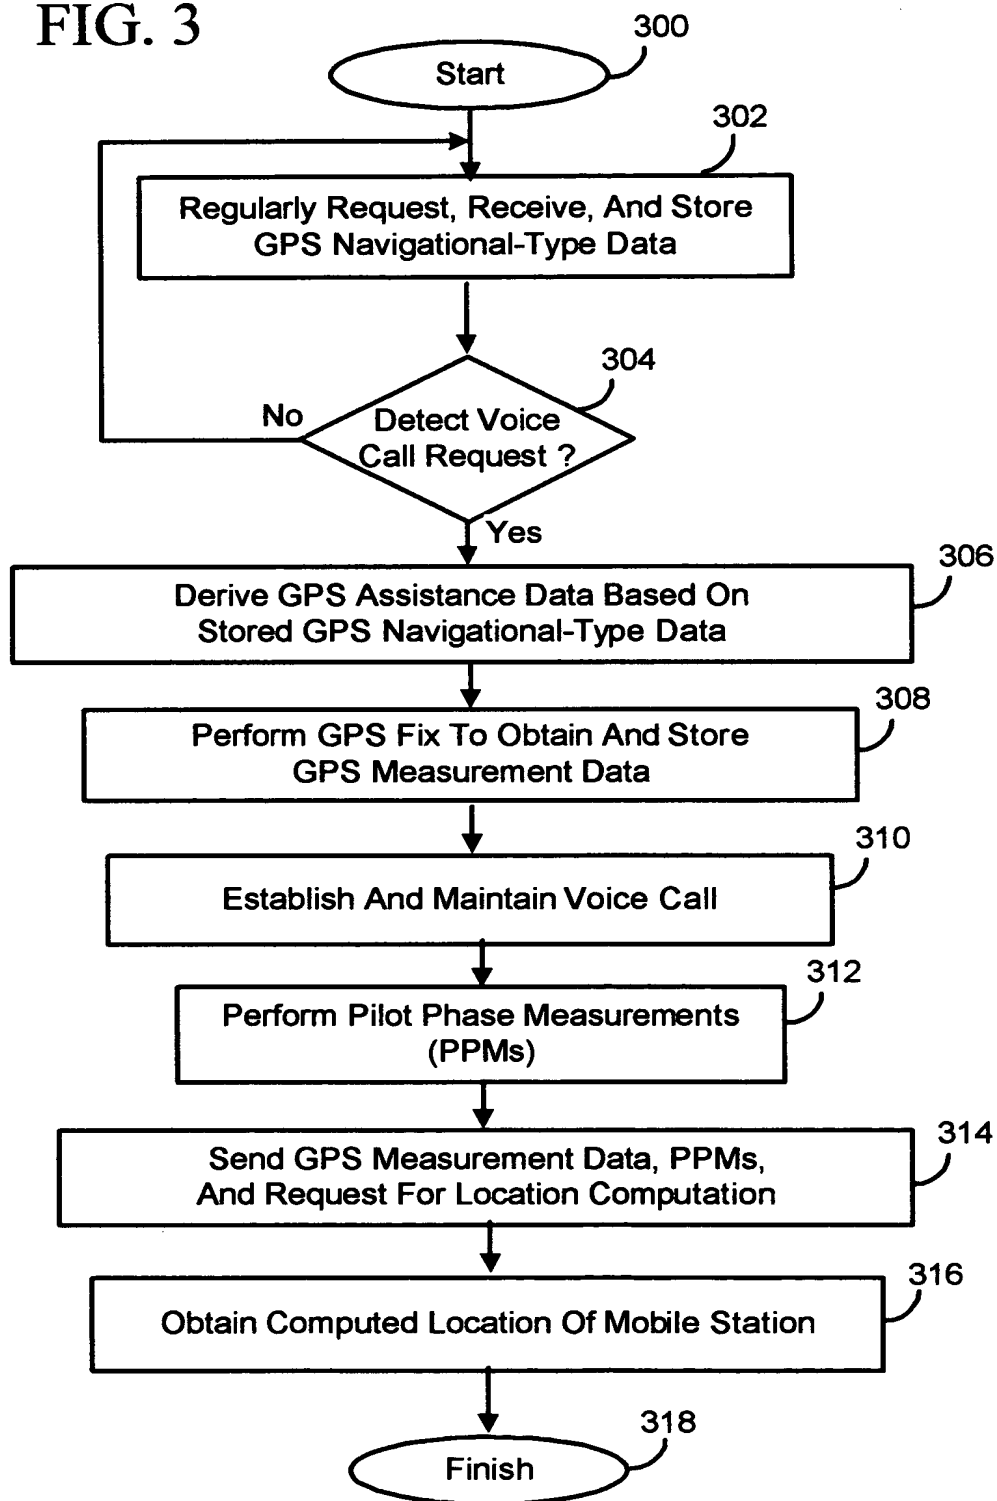 FIG. 3
300
Start
302
Regularly Request, Receive, And Store
GPS Navigational-Type Data
304
No
Detect Voice
Call Request ?
Yes
306
Derive GPS Assistance Data Based On
Stored GPS Navigational-Type Data
308
Perform GPS Fix To Obtain And Store
GPS Measurement Data
310
Establish And Maintain Voice Call
312
Perform Pilot Phase Measurements
(PPMs)
314
Send GPS Measurement Data, PPMs,
And Request For Location Computation
316
Obtain Computed Location Of Mobile Station
318
Finish